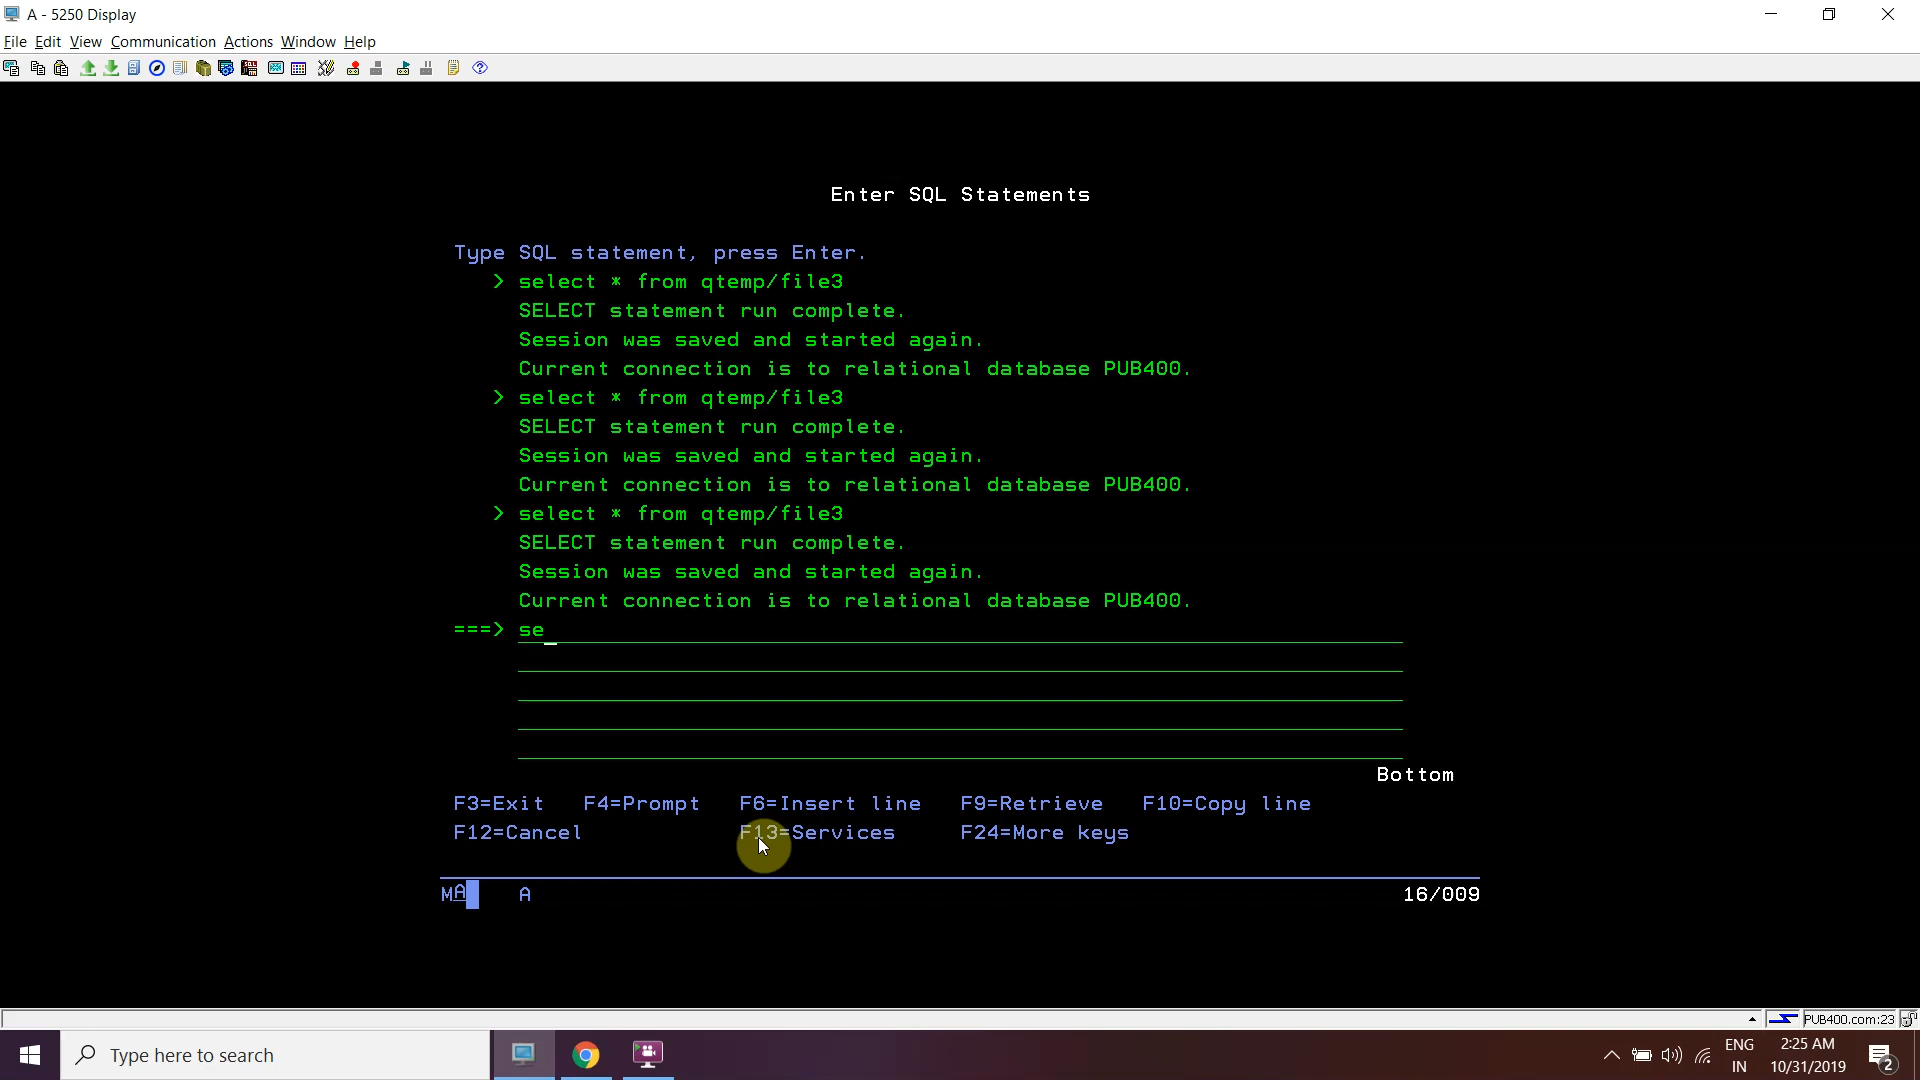 A - 5250 Display
File Edit View Communication Actions Window Help
Enter SQL Statements
Type SQL statement, press Enter.
> select * from qtemp/file3
SELECT statement run complete.
Session was saved and started again.
Current connection is to relational database PUB400.
> select * from qtemp/file3
SELECT statement run complete.
Session was saved and started again.
Current connection is to relational database PUB400.
> select * from qtemp/file3
SELECT statement run complete.
Session was saved and started again.
Current connection is to relational database PUB400.
===> se_
Bottom
F3=Exit F4=Prompt F6=Insert line F9=Retrieve F10=Copy line
F12=Cancel F13=Services F24=More keys
MA A 16/009
PUB400.com:23
Type here to search
ENG 2:25 AM
IN 10/31/2019 2